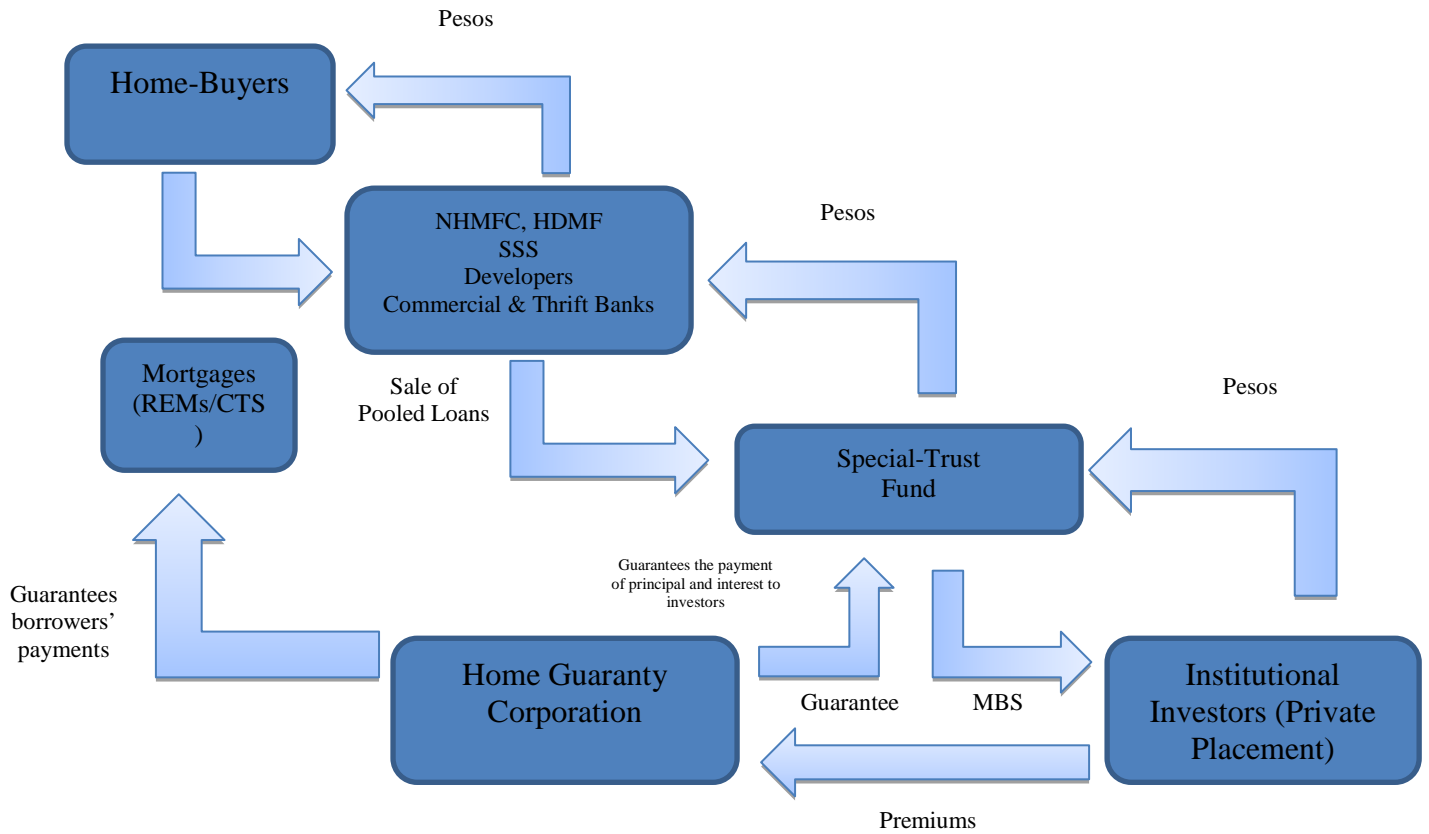 Pesos
Home-Buyers
NHMFC, HDMF
SSS
Developers
Commercial & Thrift Banks
Pesos
Mortgages
(REMs/CTS
)
Sale of
Pooled Loans
Pesos
Special-Trust
Fund
Guarantees the payment
of principal and interest to
investors
Guarantees
borrowers’
payments
Home Guaranty
Corporation
Guarantee
MBS
Institutional
Investors (Private
Placement)
Premiums